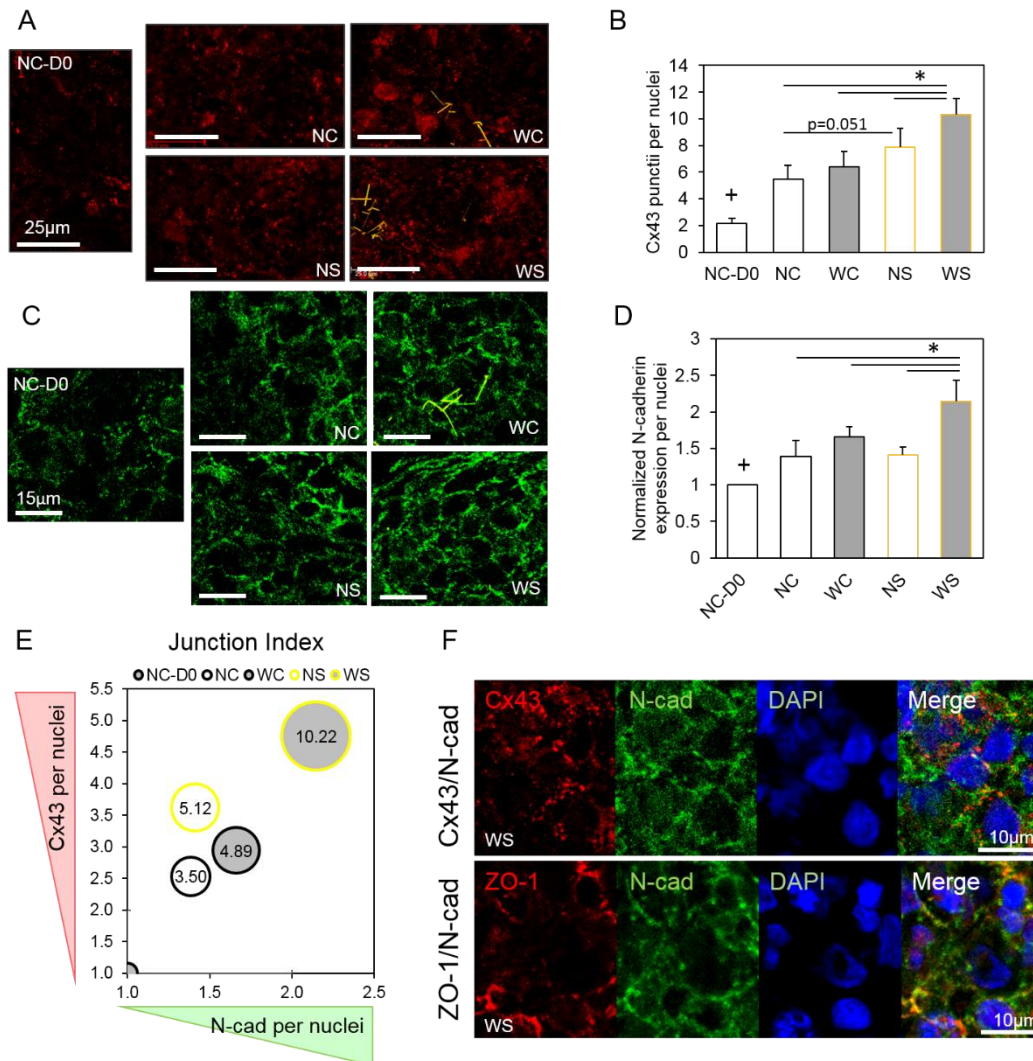 A
NC-D0
25µm
NC
WC
NS
WS
B
Cx43 punctii per nuclei
14
12
10
8
6
4
2
0
*
p=0.051
+
NC-D0 NC WC NS WS
C
NC-D0
15µm
NC
WC
NS
WS
D
Normalized N-cadherin
expression per nuclei
3
2.5
2
1.5
1
0.5
0
*
+
NC-D0 NC WC NS WS
E
Junction Index
NC-D0 NC WC NS WS
Cx43 per nuclei
5.5
5.0
4.5
4.0
3.5
3.0
2.5
2.0
1.5
1.0
10.22
5.12
4.89
3.50
1.0 1.5 2.0 2.5
N-cad per nuclei
F
Cx43/N-cad
Cx43 N-cad DAPI Merge
WS
10µm
ZO-1/N-cad
ZO-1 N-cad DAPI Merge
WS
10µm